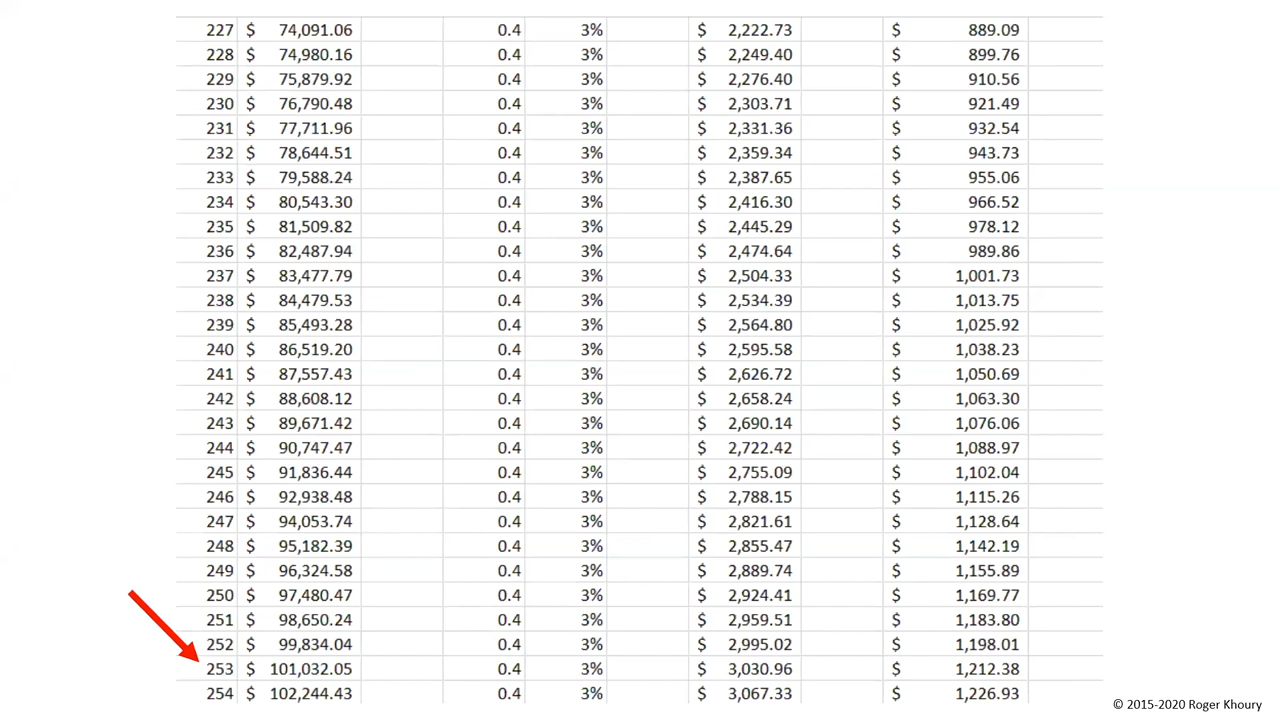 227 $ 74,091.06 0.4 3% $ 2,222.73 $ 889.09
228 $ 74,980.16 0.4 3% $ 2,249.40 $ 899.76
229 $ 75,879.92 0.4 3% $ 2,276.40 $ 910.56
230 $ 76,790.48 0.4 3% $ 2,303.71 $ 921.49
231 $ 77,711.96 0.4 3% $ 2,331.36 $ 932.54
232 $ 78,644.51 0.4 3% $ 2,359.34 $ 943.73
233 $ 79,588.24 0.4 3% $ 2,387.65 $ 955.06
234 $ 80,543.30 0.4 3% $ 2,416.30 $ 966.52
235 $ 81,509.82 0.4 3% $ 2,445.29 $ 978.12
236 $ 82,487.94 0.4 3% $ 2,474.64 $ 989.86
237 $ 83,477.79 0.4 3% $ 2,504.33 $ 1,001.73
238 $ 84,479.53 0.4 3% $ 2,534.39 $ 1,013.75
239 $ 85,493.28 0.4 3% $ 2,564.80 $ 1,025.92
240 $ 86,519.20 0.4 3% $ 2,595.58 $ 1,038.23
241 $ 87,557.43 0.4 3% $ 2,626.72 $ 1,050.69
242 $ 88,608.12 0.4 3% $ 2,658.24 $ 1,063.30
243 $ 89,671.42 0.4 3% $ 2,690.14 $ 1,076.06
244 $ 90,747.47 0.4 3% $ 2,722.42 $ 1,088.97
245 $ 91,836.44 0.4 3% $ 2,755.09 $ 1,102.04
246 $ 92,938.48 0.4 3% $ 2,788.15 $ 1,115.26
247 $ 94,053.74 0.4 3% $ 2,821.61 $ 1,128.64
248 $ 95,182.39 0.4 3% $ 2,855.47 $ 1,142.19
249 $ 96,324.58 0.4 3% $ 2,889.74 $ 1,155.89
250 $ 97,480.47 0.4 3% $ 2,924.41 $ 1,169.77
251 $ 98,650.24 0.4 3% $ 2,959.51 $ 1,183.80
252 $ 99,834.04 0.4 3% $ 2,995.02 $ 1,198.01
253 $ 101,032.05 0.4 3% $ 3,030.96 $ 1,212.38
254 $ 102,244.43 0.4 3% $ 3,067.33 $ 1,226.93
© 2015-2020 Roger Khoury